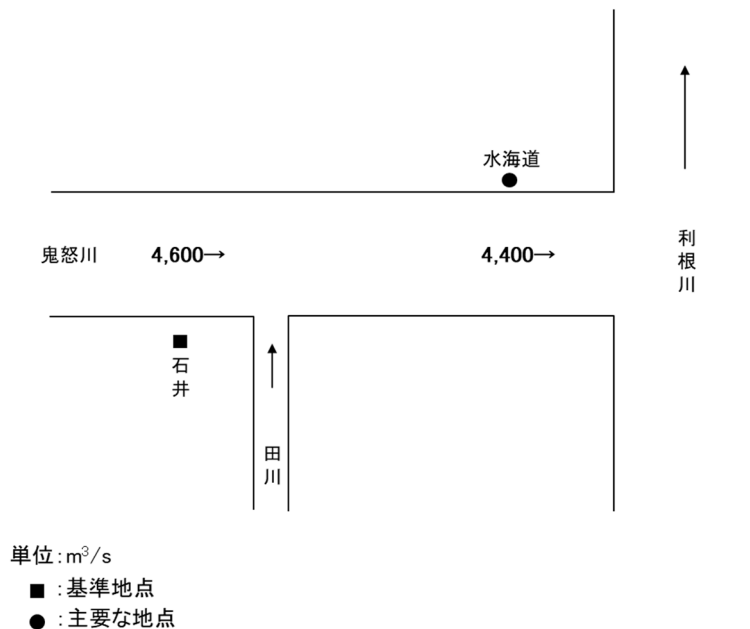 水海道
鬼怒川
4,600→
4,400→
利根川
石井
田川
単位:m³/s
■:基準地点
●:主要な地点